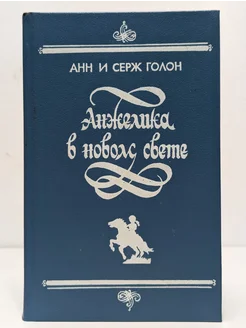 АНН И СЕРЖ ГОЛОН
Анжелика
в новом свете